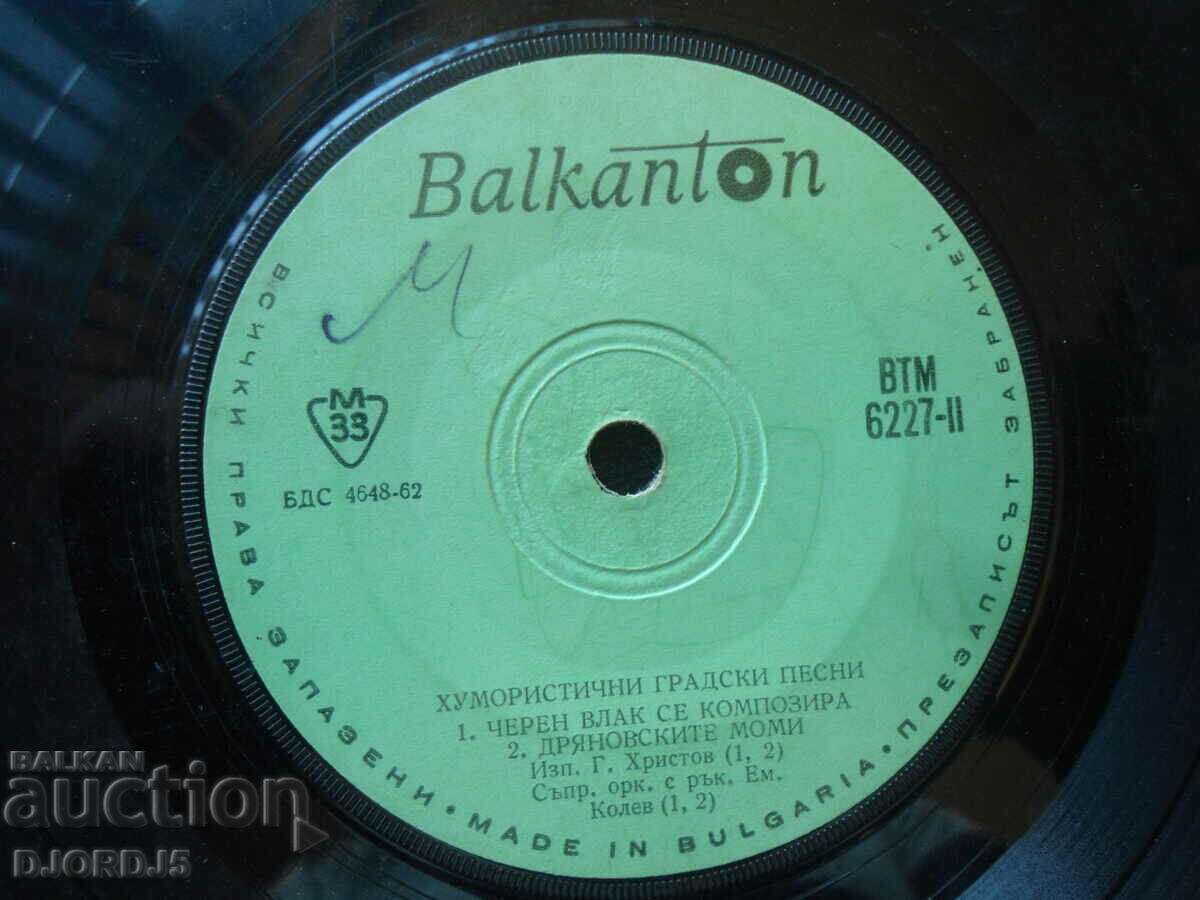 Balkanton
М
M
33
БДС 4648-62
ВТМ
6227-II
ХУМОРИСТИЧНИ ГРАДСКИ ПЕСНИ
1. ЧЕРЕН ВЛАК СЕ КОМПОЗИРА
2. ДРЯНОВСКИТЕ МОМИ
Изп. Г. Христов (1, 2)
Съпр. орк. с рък. Ем.
Колев (1, 2)
ВСИЧКИ ПРАВА ЗАПАЗЕНИ • MADE IN BULGARIA • ПРЕЗАПИСЪТ ЗАБРАНЕН
BALKAN
auction
DJORDJ5